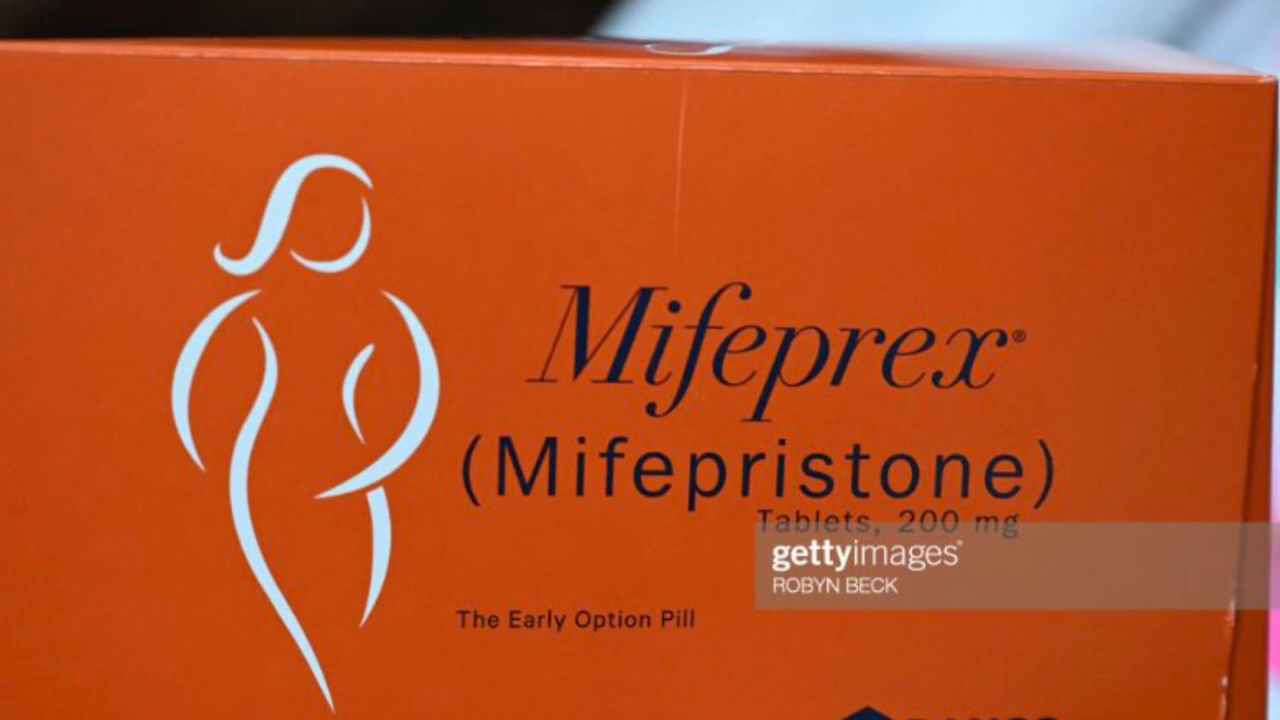 Mifeprex®
(Mifepristone)
Tablets, 200 mg
gettyimages®
ROBYN BECK
The Early Option Pill